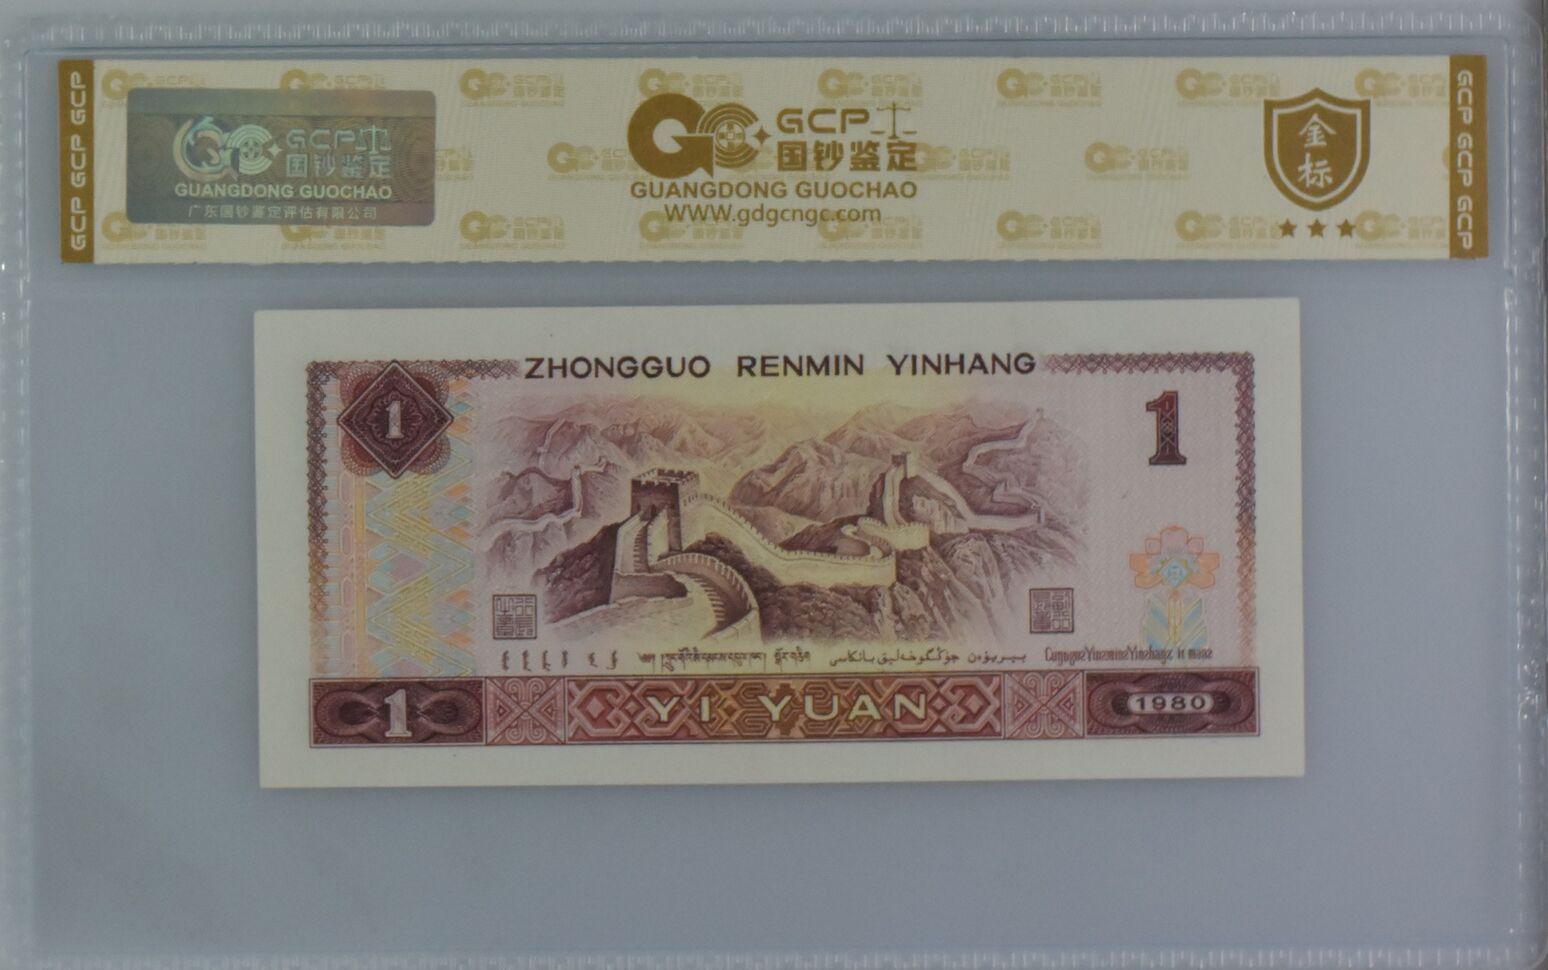 GCP GCP GCP
GCP
国钞鉴定
GUANGDONG GUOCHAO
广东国钞鉴定评估有限公司
GCP
国钞鉴定
GUANGDONG GUOCHAO
WWW.gdgcngc.com
金
标
GCP GCP GCP
ZHONGGUO RENMIN YINHANG
1
1
1
YI YUAN
1980